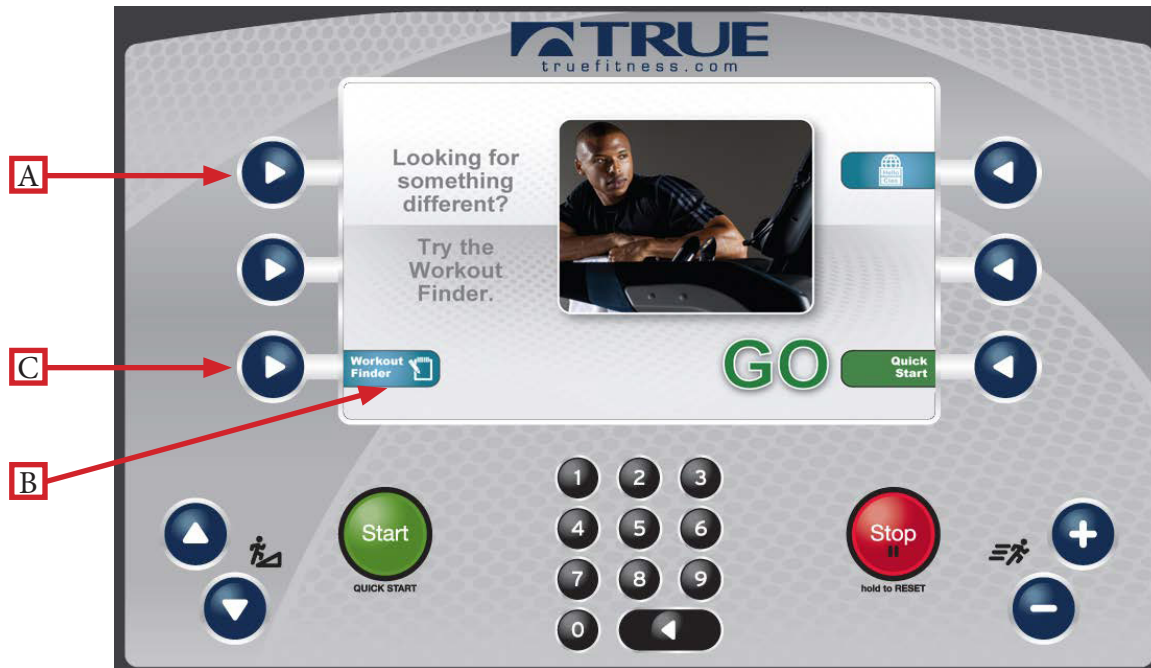 TRUE
truefitness.com
A
Looking for
something
different?
Try the
Workout
Finder.
C
Workout
Finder
GO
Quick
Start
B
1 2 3
4 5 6
7 8 9
0
Start
QUICK START
Stop
hold to RESET